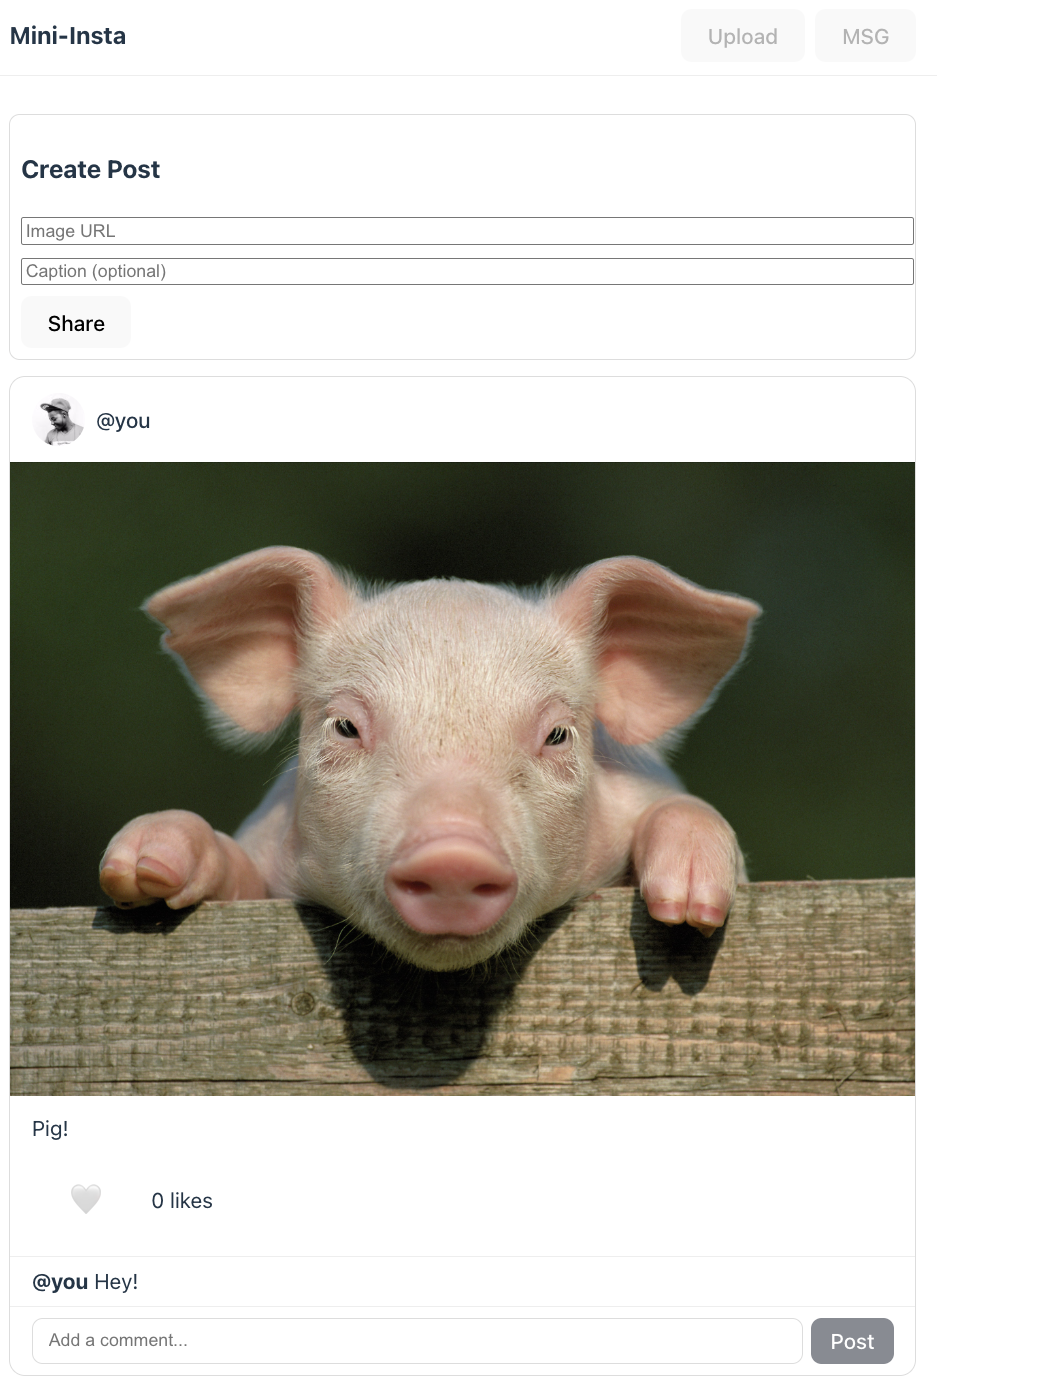 Mini-Insta
Upload
MSG
Create Post
Image URL
Caption (optional)
Share
@you
Pig!
0 likes
@you Hey!
Add a comment...
Post